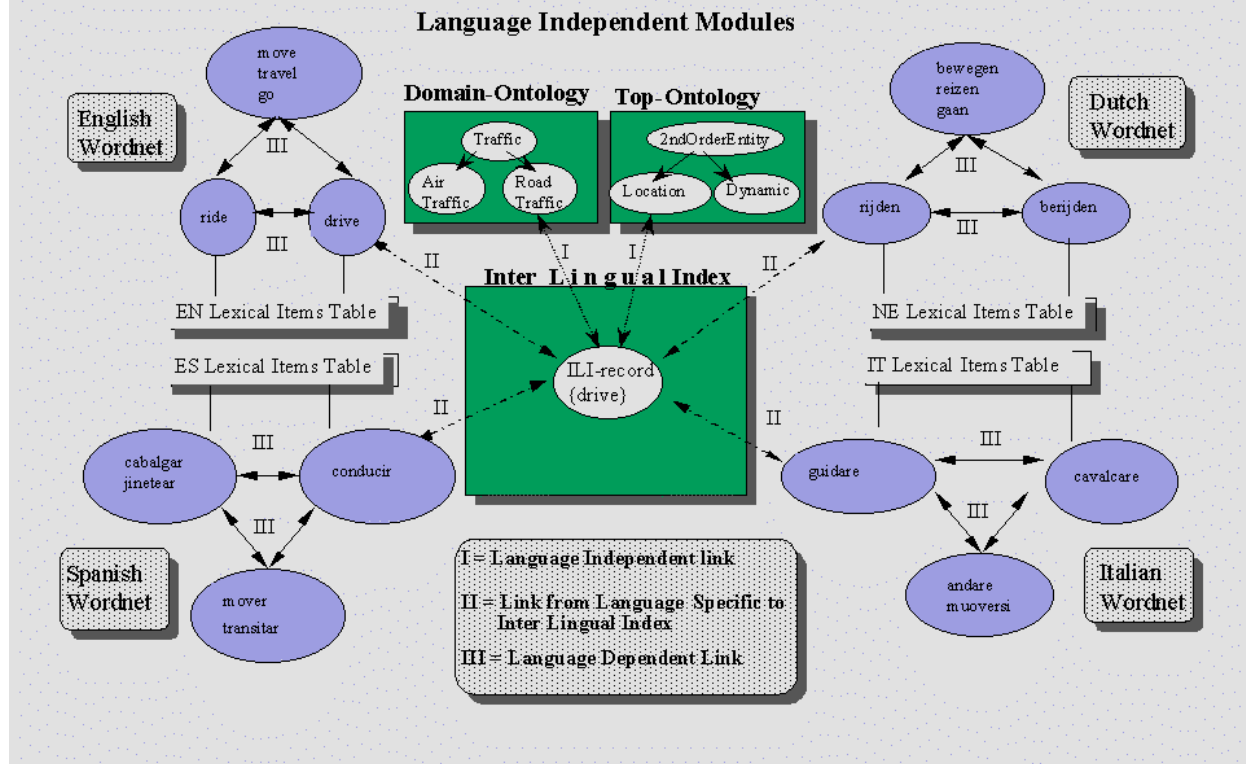 Language Independent Modules
move
travel
go
English
Wordnet
III
ride
drive
III
EN Lexical Items Table
Domain-Ontology
Traffic
Air
Traffic
Road
Traffic
Top-Ontology
2ndOrderEntity
Location
Dynamic
bewegen
reizen
gaan
Dutch
Wordnet
III
rijden
berijden
III
NE Lexical Items Table
II
I
I
II
Inter Lingual Index
ILI-record
{drive}
II
II
ES Lexical Items Table
cabalgar
jinetear
III
conducir
III
Spanish
Wordnet
mover
transitar
IT Lexical Items Table
guidare
III
cavalcare
III
andare
muoversi
Italian
Wordnet
I = Language Independent link
II = Link from Language Specific to
Inter Lingual Index
III = Language Dependent Link